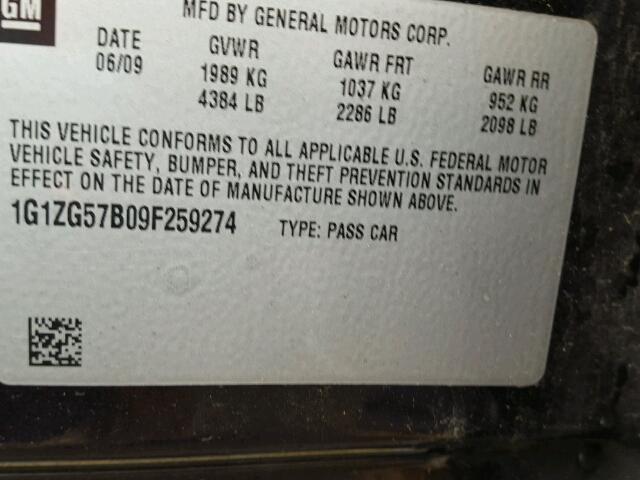 GM
MFD BY GENERAL MOTORS CORP.
DATE GVWR GAWR FRT GAWR RR
06/09 1989 KG 1037 KG 952 KG
4384 LB 2286 LB 2098 LB
THIS VEHICLE CONFORMS TO ALL APPLICABLE U.S. FEDERAL MOTOR
VEHICLE SAFETY, BUMPER, AND THEFT PREVENTION STANDARDS IN
EFFECT ON THE DATE OF MANUFACTURE SHOWN ABOVE.
1G1ZG57B09F259274 TYPE: PASS CAR